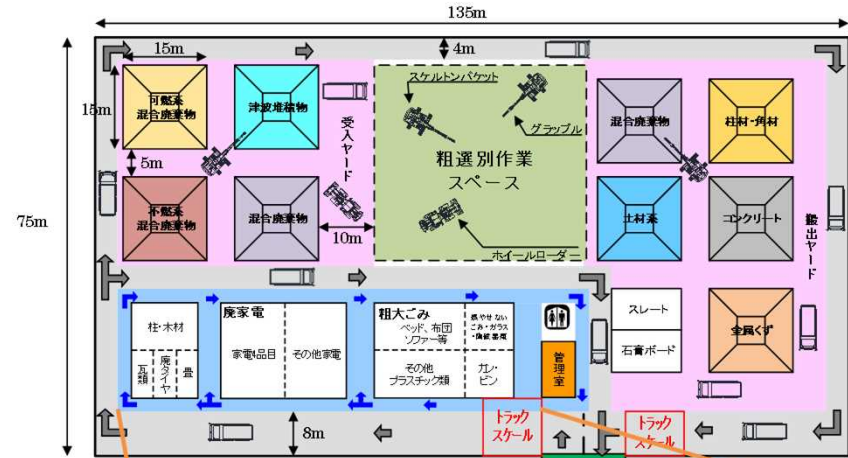 135m
15m
4m
スケルトンバケット
グラップル
可燃系
混合廃棄物
津波堆積物
受入ヤード
粗選別作業
スペース
混合廃棄物
柱材・角材
15m
5m
75m
不燃系
混合廃棄物
混合廃棄物
10m
ホイールローダー
土材系
コンクリート
搬出ヤード
柱・木材
瓦類
廃タイヤ
畳
廃家電
家電4品目
その他家電
粗大ごみ
ベッド、布団
ソファー等
燃やせない
ごみ・ガラス
・陶磁器類
その他
プラスチック類
カン・
ビン
管理室
スレート
石膏ボード
金属くず
8m
トラック
スケール
トラック
スケール